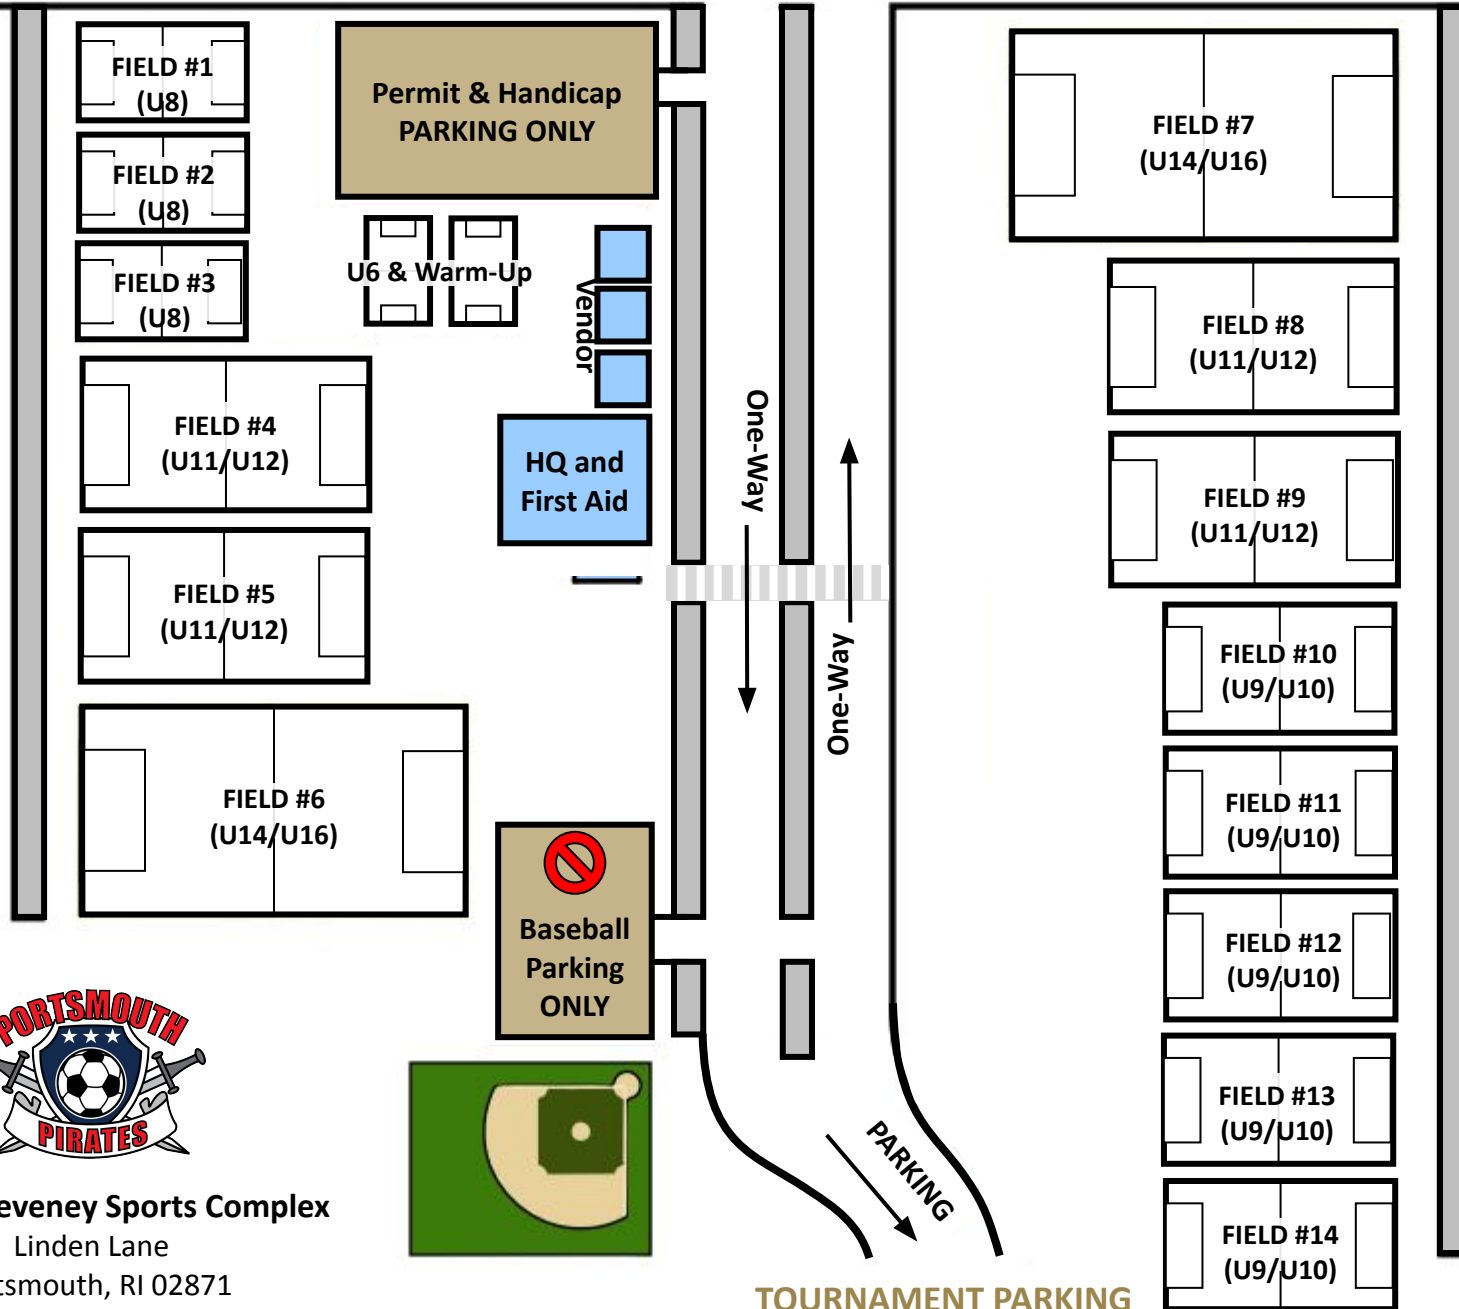 FIELD #1
(U8)
FIELD #2
(U8)
FIELD #3
(U8)
Permit & Handicap
PARKING ONLY
U6 & Warm-Up
Vendor
FIELD #4
(U11/U12)
HQ and
First Aid
FIELD #5
(U11/U12)
FIELD #6
(U14/U16)
Baseball
Parking
ONLY
One-Way
One-Way
FIELD #7
(U14/U16)
FIELD #8
(U11/U12)
FIELD #9
(U11/U12)
FIELD #10
(U9/U10)
FIELD #11
(U9/U10)
FIELD #12
(U9/U10)
FIELD #13
(U9/U10)
FIELD #14
(U9/U10)
PORTSMOUTH
PIRATES
eveney Sports Complex
Linden Lane
tsmouth, RI 02871
PARKING
TOURNAMENT PARKING